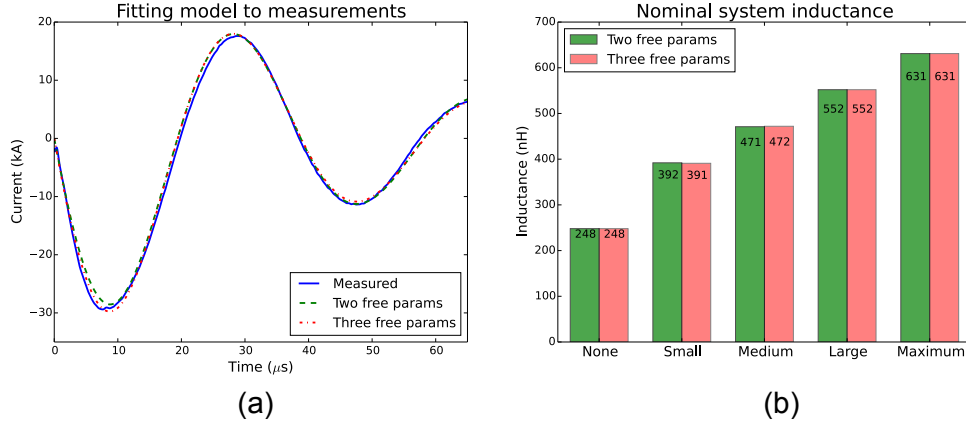 Fitting model to measurements
20
10
0
−10
−20
−30
Current (kA)
Measured
Two free params
Three free params
0 10 20 30 40 50 60
Time (μs)
(a)
Nominal system inductance
700
600
500
400
300
200
100
0
Inductance (nH)
Two free params
Three free params
248 248
392 391
471 472
552 552
631 631
None Small Medium Large Maximum
(b)